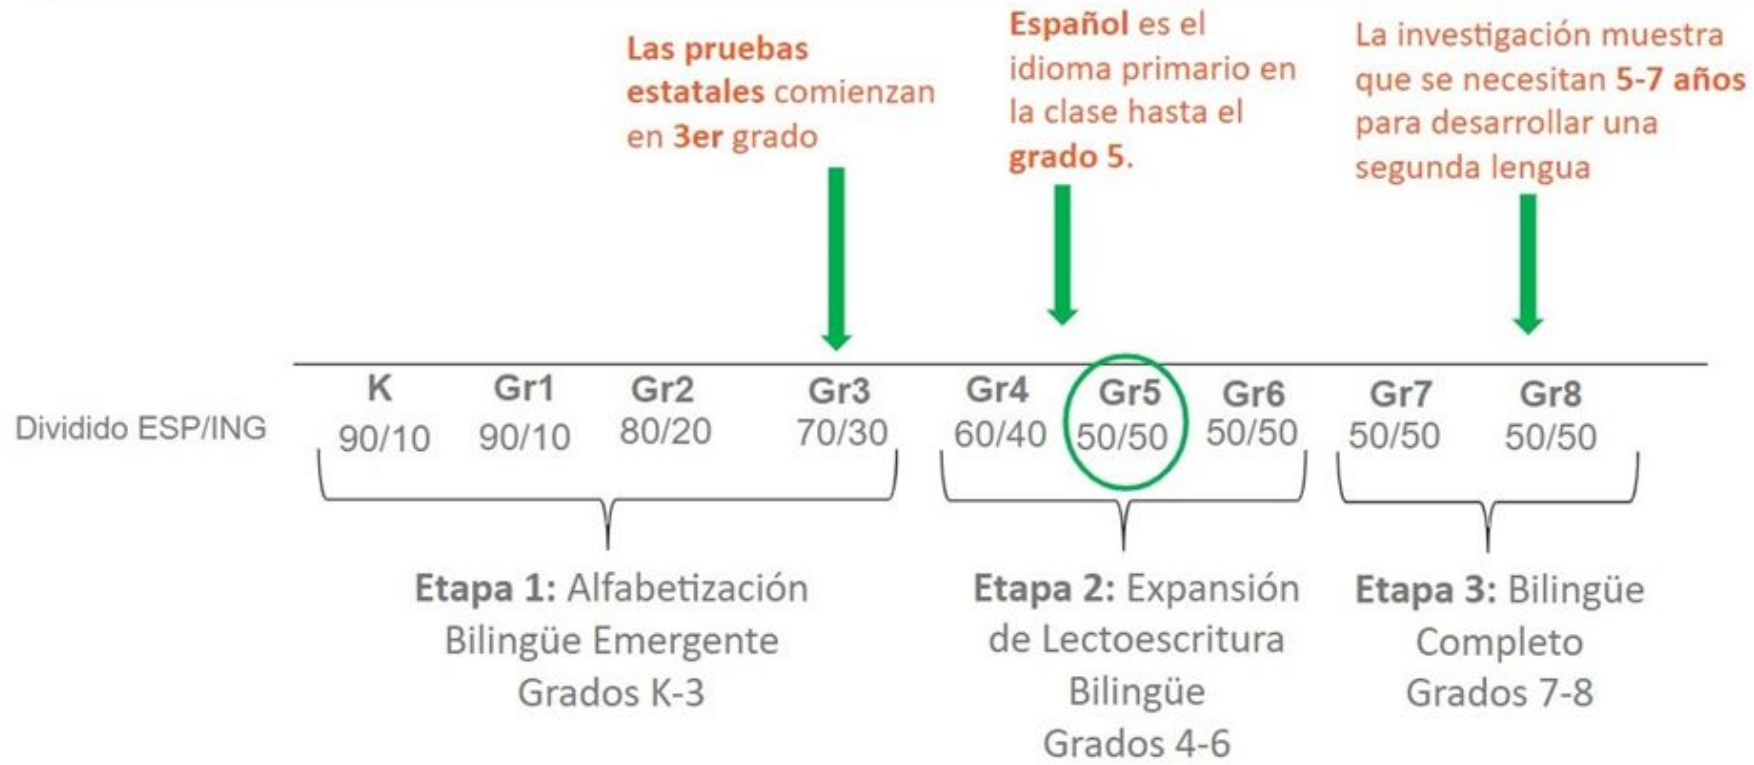 Las pruebas
estatales comienzan
en 3er grado
Español es el
idioma primario en
la clase hasta el
grado 5.
La investigación muestra
que se necesitan 5-7 años
para desarrollar una
segunda lengua
K Gr1 Gr2 Gr3 Gr4 Gr5 Gr6 Gr7 Gr8
Dividido ESP/ING 90/10 90/10 80/20 70/30 60/40 50/50 50/50 50/50 50/50
Etapa 1: Alfabetización
Bilingüe Emergente
Grados K-3
Etapa 2: Expansión
de Lectoescritura
Bilingüe
Grados 4-6
Etapa 3: Bilingüe
Completo
Grados 7-8